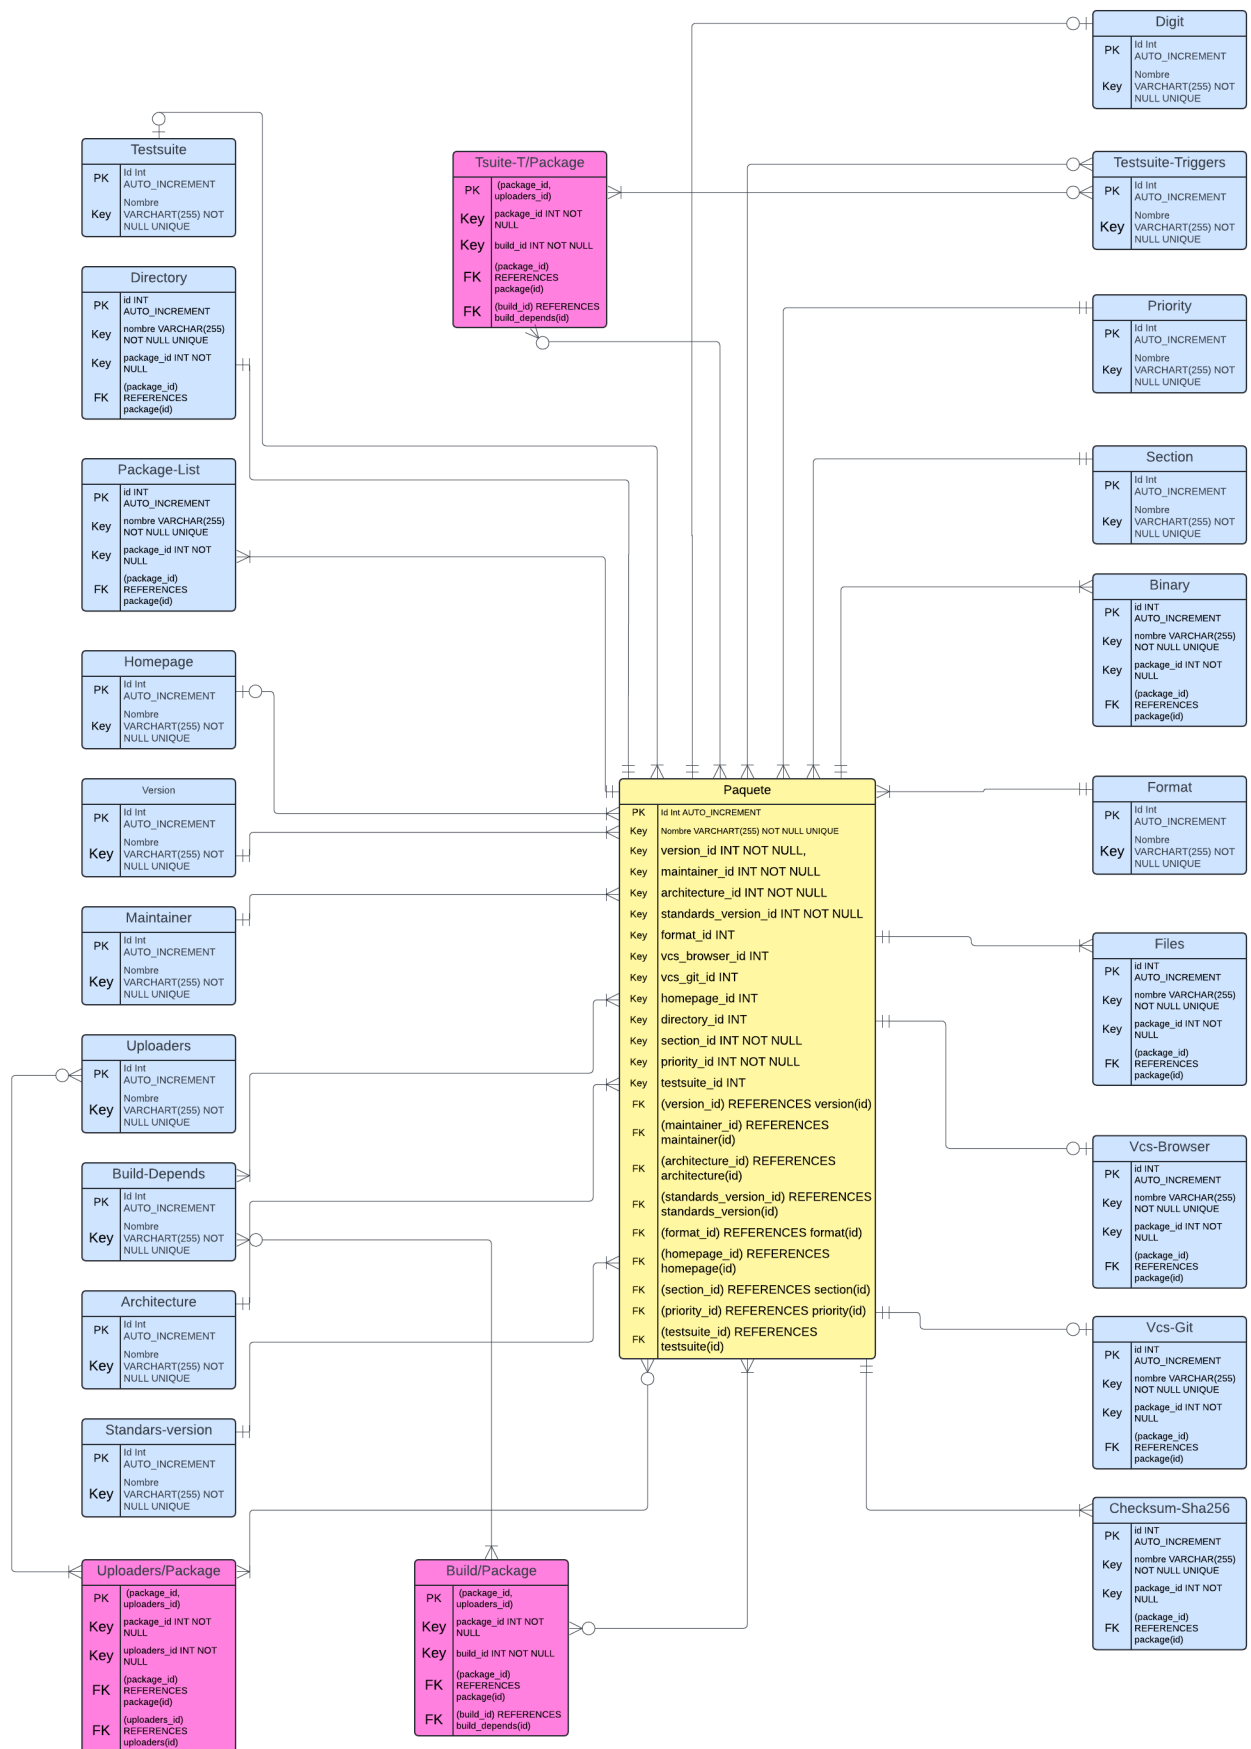 Digit
PK
Id Int
AUTO_INCREMENT
Key
Nombre
VARCHART(255) NOT
NULL UNIQUE
Testsuite
PK
Id Int
AUTO_INCREMENT
Key
Nombre
VARCHART(255) NOT
NULL UNIQUE
Tsuite-T/Package
PK
(package_id,
uploaders_id)
Key
package_id INT NOT
NULL
Key
build_id INT NOT NULL
FK
(package_id)
REFERENCES
package(id)
FK
(build_id) REFERENCES
build_depends(id)
Testsuite-Triggers
PK
Id Int
AUTO_INCREMENT
Key
Nombre
VARCHART(255) NOT
NULL UNIQUE
Directory
PK
id INT
AUTO_INCREMENT
Key
nombre VARCHAR(255)
NOT NULL UNIQUE
Key
package_id INT NOT
NULL
FK
(package_id)
REFERENCES
package(id)
Priority
PK
Id Int
AUTO_INCREMENT
Key
Nombre
VARCHART(255) NOT
NULL UNIQUE
Package-List
PK
id INT
AUTO_INCREMENT
Key
nombre VARCHAR(255)
NOT NULL UNIQUE
Key
package_id INT NOT
NULL
FK
(package_id)
REFERENCES
package(id)
Section
PK
Id Int
AUTO_INCREMENT
Key
Nombre
VARCHART(255) NOT
NULL UNIQUE
Binary
PK
id INT
AUTO_INCREMENT
Key
nombre VARCHAR(255)
NOT NULL UNIQUE
Key
package_id INT NOT
NULL
FK
(package_id)
REFERENCES
package(id)
Homepage
PK
Id Int
AUTO_INCREMENT
Key
Nombre
VARCHART(255) NOT
NULL UNIQUE
Version
PK
Id Int
AUTO_INCREMENT
Key
Nombre
VARCHART(255) NOT
NULL UNIQUE
Paquete
PK
Id Int AUTO_INCREMENT
Key
Nombre VARCHART(255) NOT NULL UNIQUE
Key
version_id INT NOT NULL,
Key
maintainer_id INT NOT NULL
Key
architecture_id INT NOT NULL
Key
standards_version_id INT NOT NULL
Key
format_id INT
Key
vcs_browser_id INT
Key
vcs_git_id INT
Key
homepage_id INT
Key
directory_id INT
Key
section_id INT NOT NULL
Key
priority_id INT NOT NULL
Key
testsuite_id INT
FK
(version_id) REFERENCES version(id)
FK
(maintainer_id) REFERENCES
maintainer(id)
FK
(architecture_id) REFERENCES
architecture(id)
FK
(standards_version_id) REFERENCES
standards_version(id)
FK
(format_id) REFERENCES format(id)
FK
(homepage_id) REFERENCES
homepage(id)
FK
(section_id) REFERENCES section(id)
FK
(priority_id) REFERENCES priority(id)
FK
(testsuite_id) REFERENCES
testsuite(id)
Format
PK
Id Int
AUTO_INCREMENT
Key
Nombre
VARCHART(255) NOT
NULL UNIQUE
Maintainer
PK
Id Int
AUTO_INCREMENT
Key
Nombre
VARCHART(255) NOT
NULL UNIQUE
Files
PK
id INT
AUTO_INCREMENT
Key
nombre VARCHAR(255)
NOT NULL UNIQUE
Key
package_id INT NOT
NULL
FK
(package_id)
REFERENCES
package(id)
Uploaders
PK
Id Int
AUTO_INCREMENT
Key
Nombre
VARCHART(255) NOT
NULL UNIQUE
Vcs-Browser
PK
id INT
AUTO_INCREMENT
Key
nombre VARCHAR(255)
NOT NULL UNIQUE
Key
package_id INT NOT
NULL
FK
(package_id)
REFERENCES
package(id)
Build-Depends
PK
Id Int
AUTO_INCREMENT
Key
Nombre
VARCHART(255) NOT
NULL UNIQUE
Architecture
PK
Id Int
AUTO_INCREMENT
Key
Nombre
VARCHART(255) NOT
NULL UNIQUE
Vcs-Git
PK
id INT
AUTO_INCREMENT
Key
nombre VARCHAR(255)
NOT NULL UNIQUE
Key
package_id INT NOT
NULL
FK
(package_id)
REFERENCES
package(id)
Standars-version
PK
Id Int
AUTO_INCREMENT
Key
Nombre
VARCHART(255) NOT
NULL UNIQUE
Checksum-Sha256
PK
id INT
AUTO_INCREMENT
Key
nombre VARCHAR(255)
NOT NULL UNIQUE
Key
package_id INT NOT
NULL
FK
(package_id)
REFERENCES
package(id)
Uploaders/Package
PK
(package_id,
uploaders_id)
Key
package_id INT NOT
NULL
Key
uploaders_id INT NOT
NULL
FK
(package_id)
REFERENCES
package(id)
FK
(uploaders_id)
REFERENCES
uploaders(id)
Build/Package
PK
(package_id,
uploaders_id)
Key
package_id INT NOT
NULL
Key
build_id INT NOT NULL
FK
(package_id)
REFERENCES
package(id)
FK
(build_id) REFERENCES
build_depends(id)